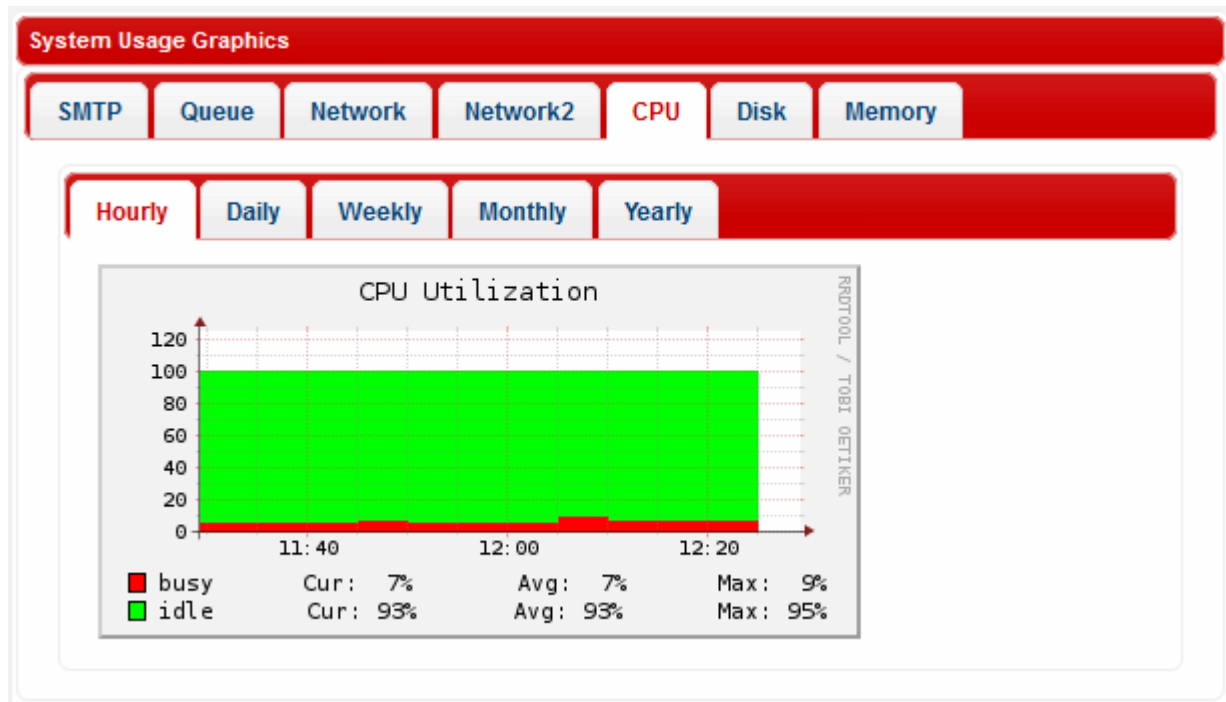 System Usage Graphics
SMTP Queue Network Network2 CPU Disk Memory
Hourly Daily Weekly Monthly Yearly
CPU Utilization
RRDTOOL / TOBI OETIKER
120
100
80
60
40
20
0
11:40 12:00 12:20
busy Cur: 7% Avg: 7% Max: 9%
idle Cur: 93% Avg: 93% Max: 95%